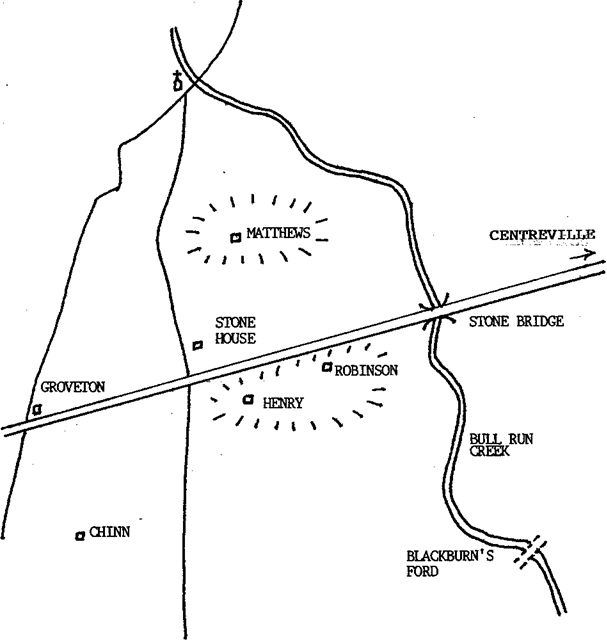 MATTHEWS
CENTREVILLE
STONE
HOUSE
STONE BRIDGE
ROBINSON
GROVETON
HENRY
BULL RUN
CREEK
CHINN
BLACKBURN'S
FORD